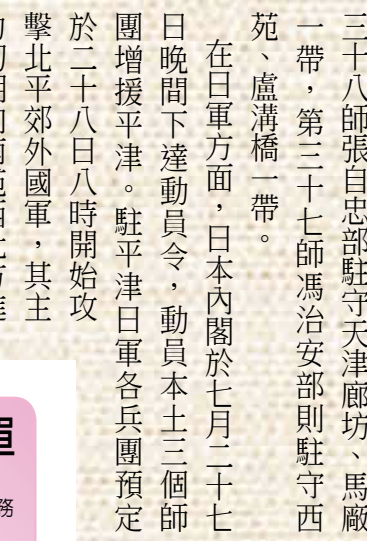 三十八師張自忠部駐守天津廊坊、馬廠
一帶，第三十七師馮治安部則駐守西
苑、盧溝橋一帶。
在日軍方面，日本內閣於七月二十七
日晚間下達動員令，動員本土三個師
團增援平津。駐平津日軍各兵團預定
於二十八日八時開始攻
擊北平郊外國軍，其主
務